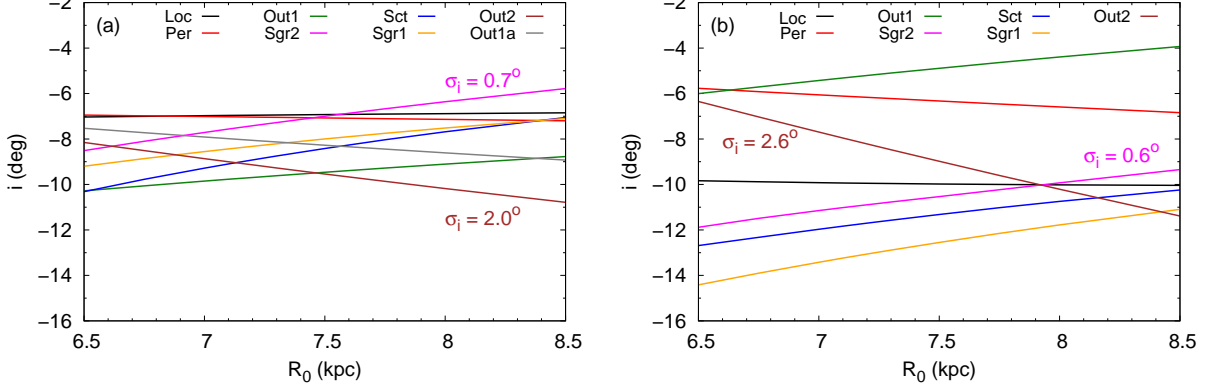 −2
−4
−6
−8
−10
−12
−14
−16
6.5 7 7.5 8 8.5
i (deg)
R0 (kpc)
(a)
Loc Out1 Sct Out2
Per Sgr2 Sgr1 Out1a
σi = 0.7o
σi = 2.0o
−2
−4
−6
−8
−10
−12
−14
−16
6.5 7 7.5 8 8.5
i (deg)
R0 (kpc)
(b)
Loc Out1 Sct Out2
Per Sgr2 Sgr1
σi = 2.6o
σi = 0.6o